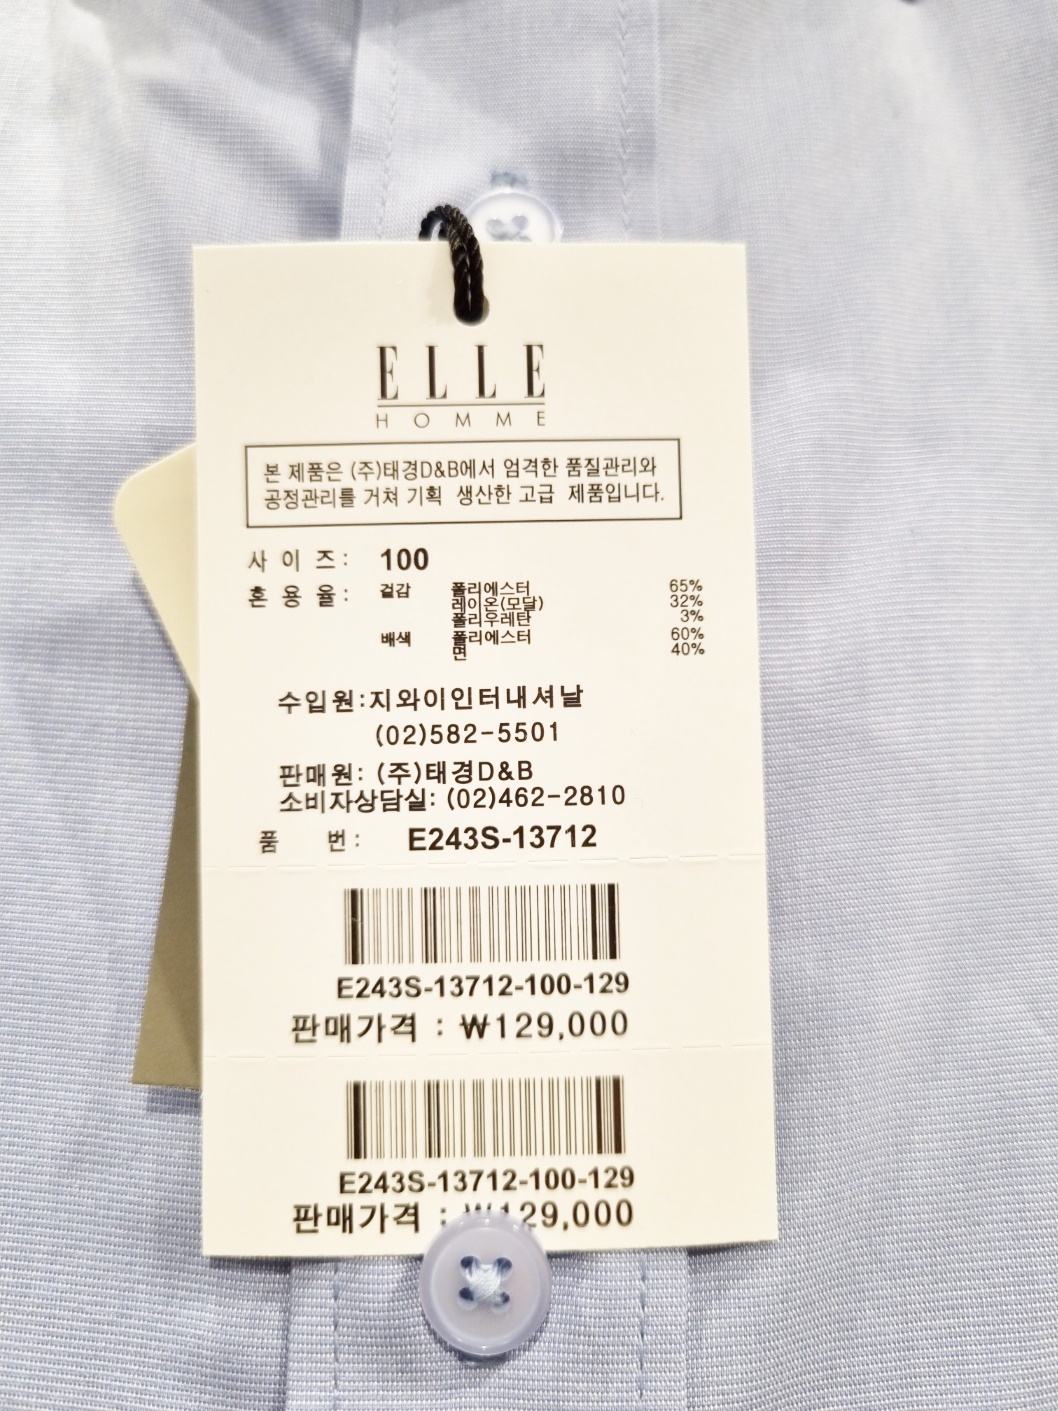 ELLE
HOMME
본 제품은 (주)태경D&B에서 엄격한 품질관리와
공정관리를 거쳐 기획 생산한 고급 제품입니다.
사 이 즈 : 100
혼 용 율 : 겉감 폴리에스터 65%
레이온(모달) 32%
폴리우레탄 3%
배색 폴리에스터 60%
면 40%
수입원:지와이인터내셔날
(02)582-5501
판매원: (주)태경D&B
소비자상담실: (02)462-2810
품 번 : E243S-13712
E243S-13712-100-129
판매가격 : ₩129,000
E243S-13712-100-129
판매가격 : ₩129,000